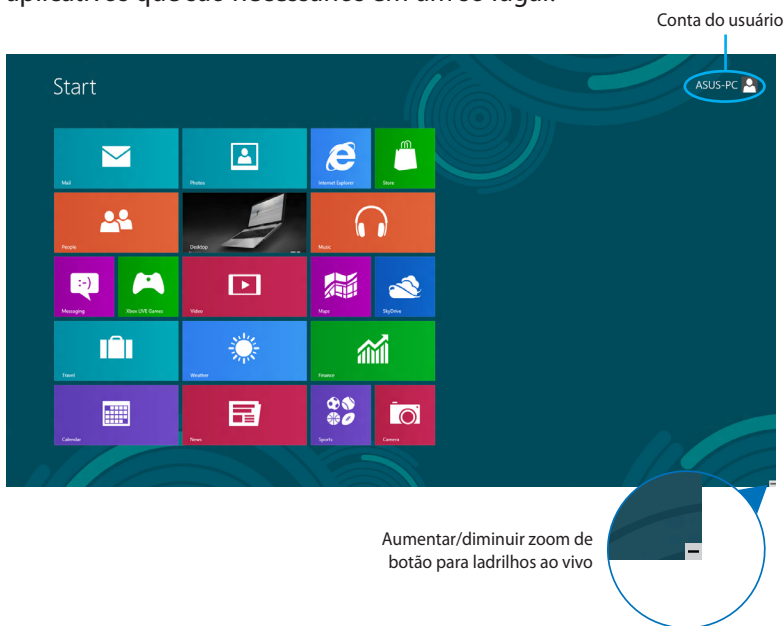 aplicativos que são necessários em um só lugar.
Conta do usuário
Start
ASUS-PC
Mail
Photos
Internet Explorer
Store
People
Desktop
Music
Messaging
Xbox LIVE Games
Video
Maps
SkyDrive
Travel
Weather
Finance
Calendar
News
Sports
Camera
Aumentar/diminuir zoom de
botão para ladrilhos ao vivo